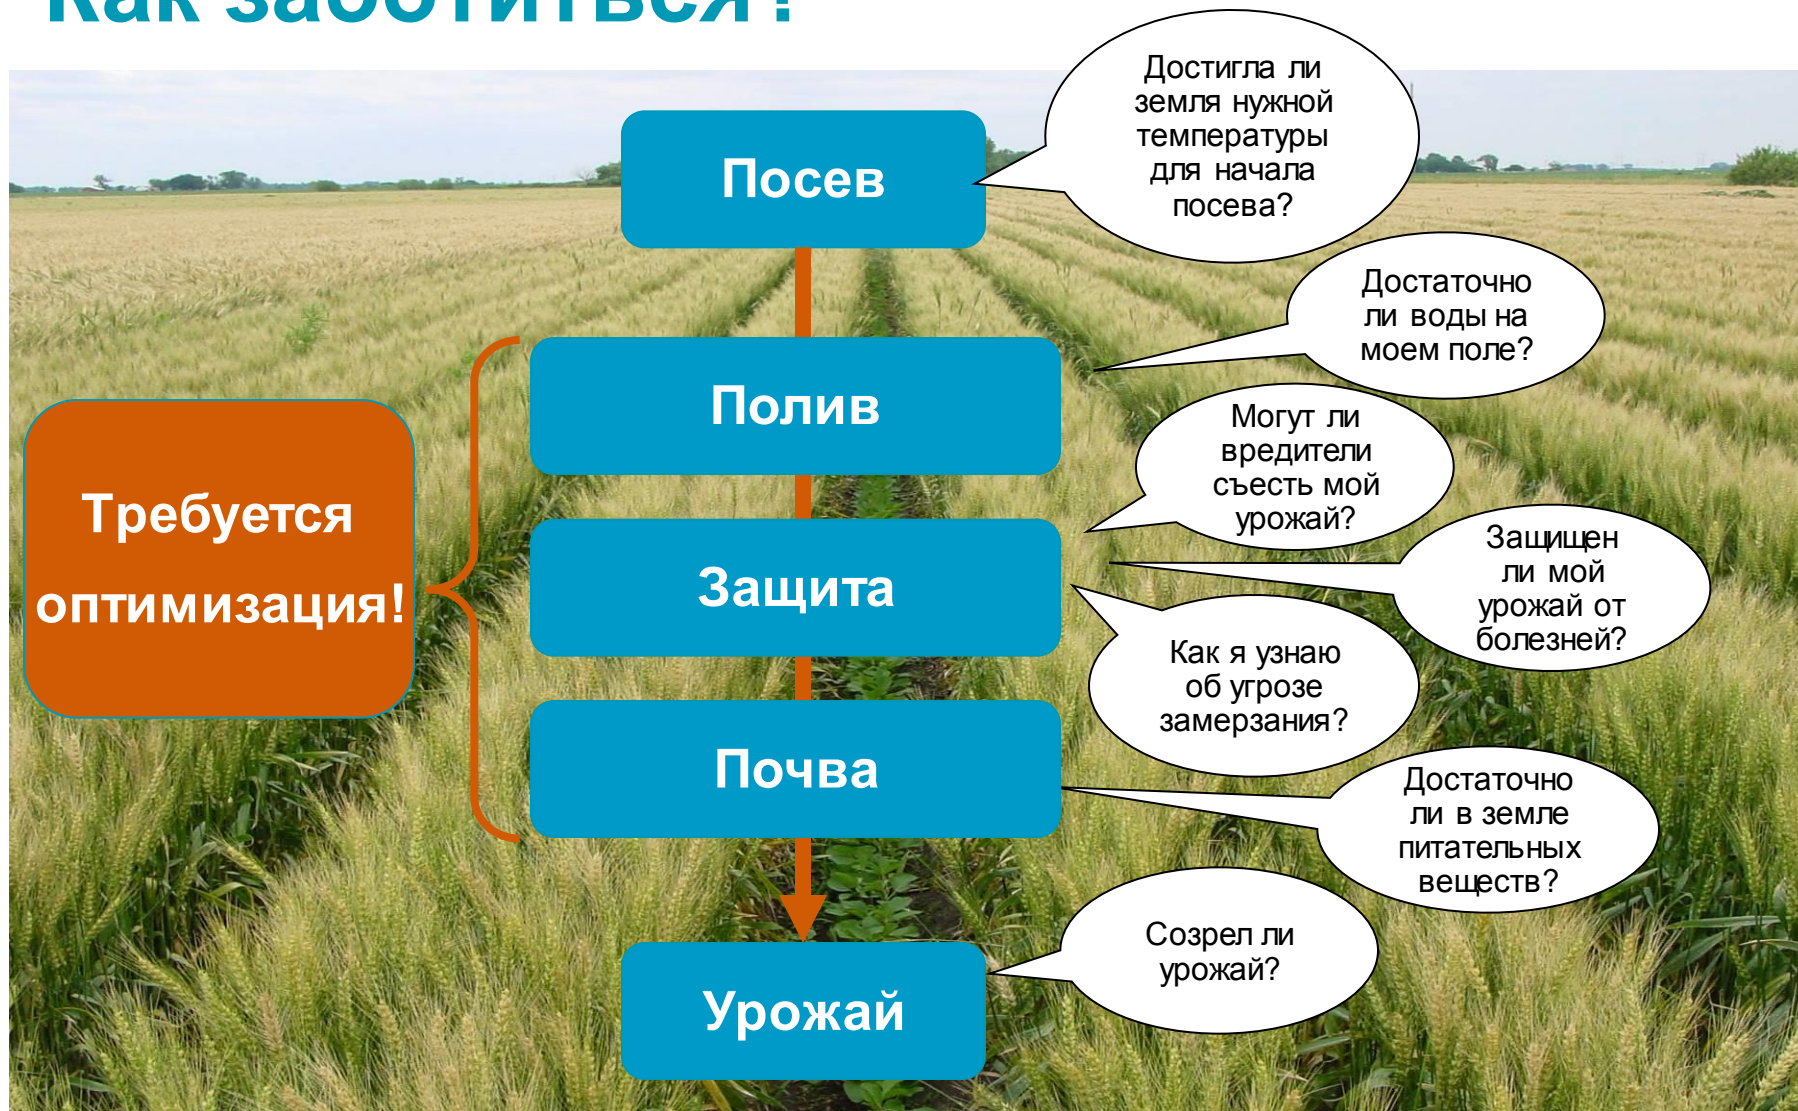 Как заботиться?
Достигла ли
земля нужной
температуры
для начала
посева?
Посев
Достаточно
ли воды на
моем поле?
Полив
Могут ли
вредители
съесть мой
урожай?
Требуется
оптимизация!
Защита
Защищен
ли мой
урожай от
болезней?
Как я узнаю
об угрозе
замерзания?
Почва
Достаточно
ли в земле
питательных
веществ?
Созрел ли
урожай?
Урожай